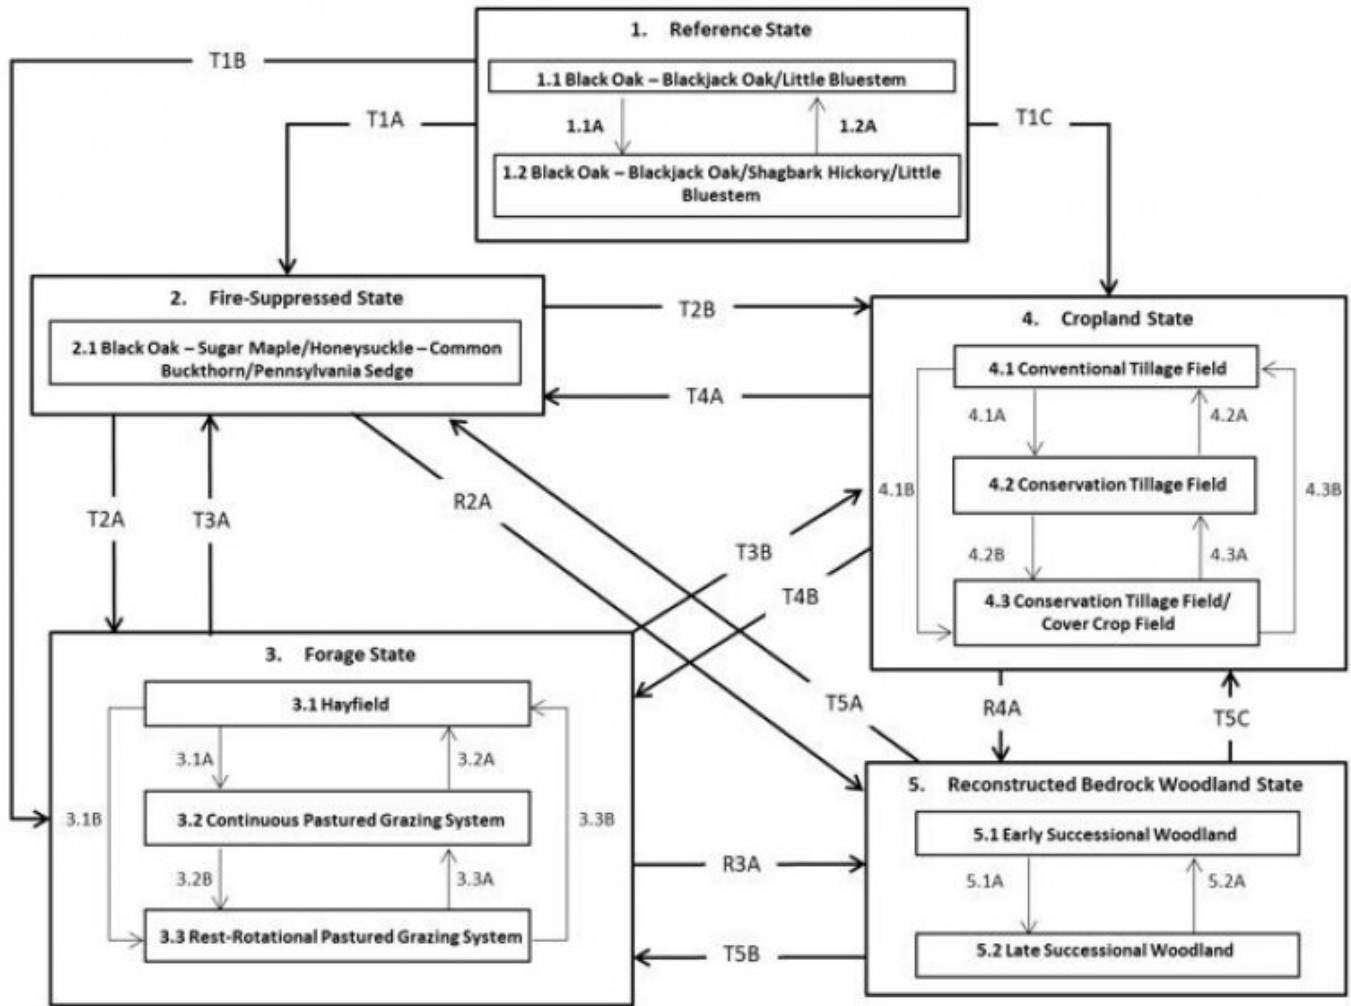 1. Reference State
T1B
1.1 Black Oak – Blackjack Oak/Little Bluestem
T1A
1.1A
1.2A
T1C
1.2 Black Oak – Blackjack Oak/Shagbark Hickory/Little
Bluestem
2. Fire-Suppressed State
2.1 Black Oak – Sugar Maple/Honeysuckle – Common
Buckthorn/Pennsylvania Sedge
T2B
T4A
4. Cropland State
4.1 Conventional Tillage Field
4.1A
4.2A
4.2 Conservation Tillage Field
4.1B
4.3B
4.2B
4.3A
4.3 Conservation Tillage Field/
Cover Crop Field
T2A
T3A
R2A
T3B
T4B
T5A
R4A
T5C
3. Forage State
3.1 Hayfield
3.1A
3.2A
3.2 Continuous Pastured Grazing System
3.1B
3.3B
3.2B
3.3A
3.3 Rest-Rotational Pastured Grazing System
R3A
T5B
5. Reconstructed Bedrock Woodland State
5.1 Early Successional Woodland
5.1A
5.2A
5.2 Late Successional Woodland